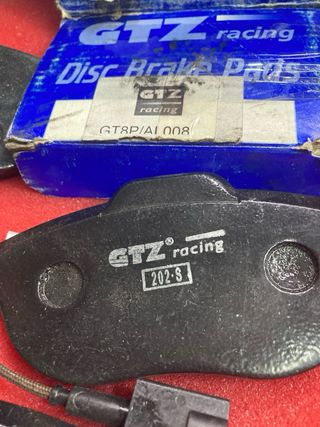 GTZ racing
Disc Brake Pads
GTZ
racing
GT8P/AL008
GTZ® racing
202-S